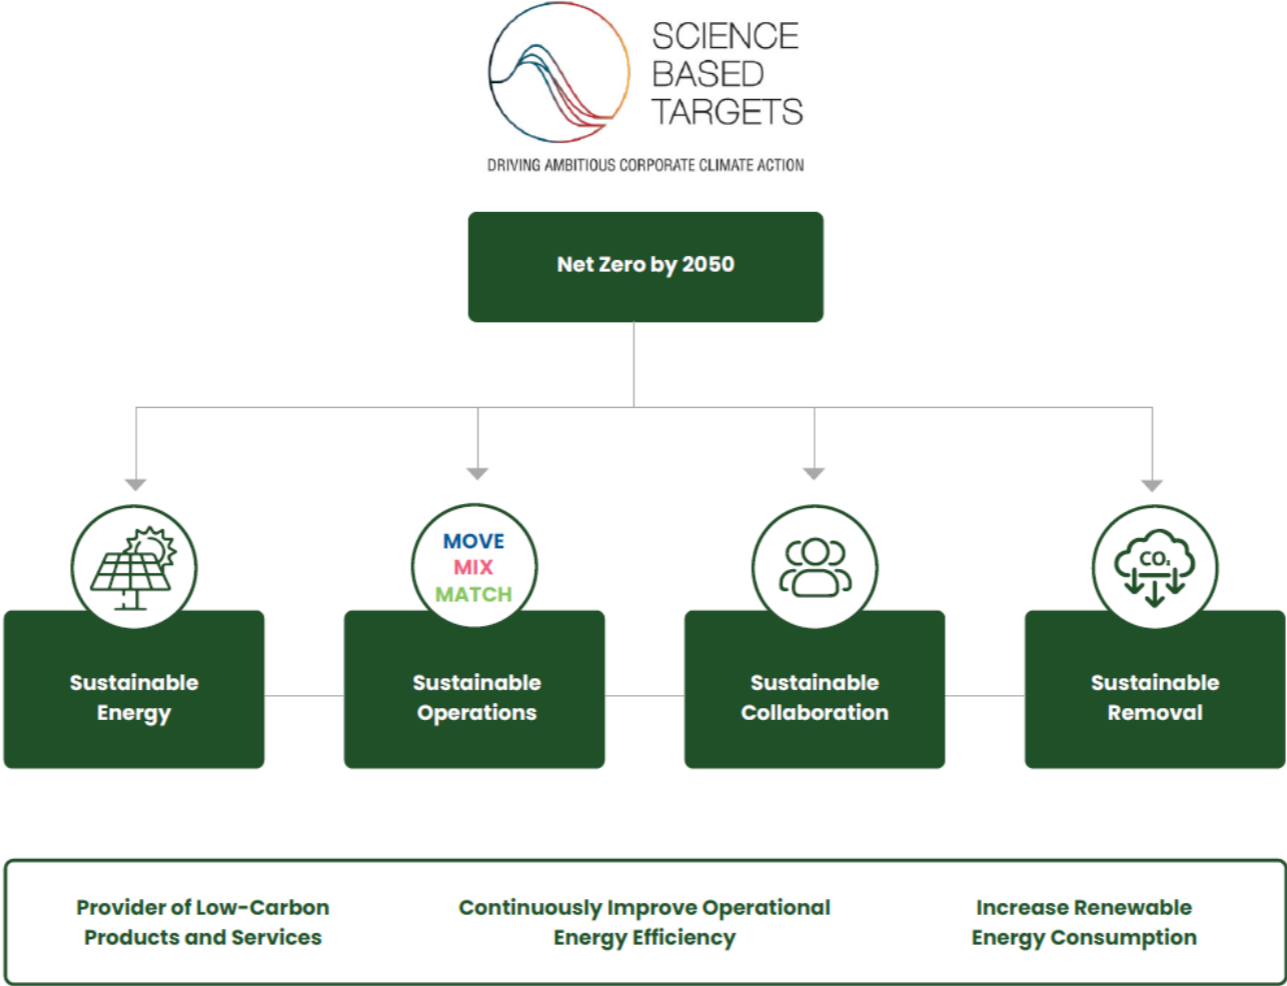 SCIENCE
BASED
TARGETS
DRIVING AMBITIOUS CORPORATE CLIMATE ACTION
Net Zero by 2050
MOVE
MIX
MATCH
CO₂
Sustainable
Energy
Sustainable
Operations
Sustainable
Collaboration
Sustainable
Removal
Provider of Low-Carbon
Products and Services
Continuously Improve Operational
Energy Efficiency
Increase Renewable
Energy Consumption